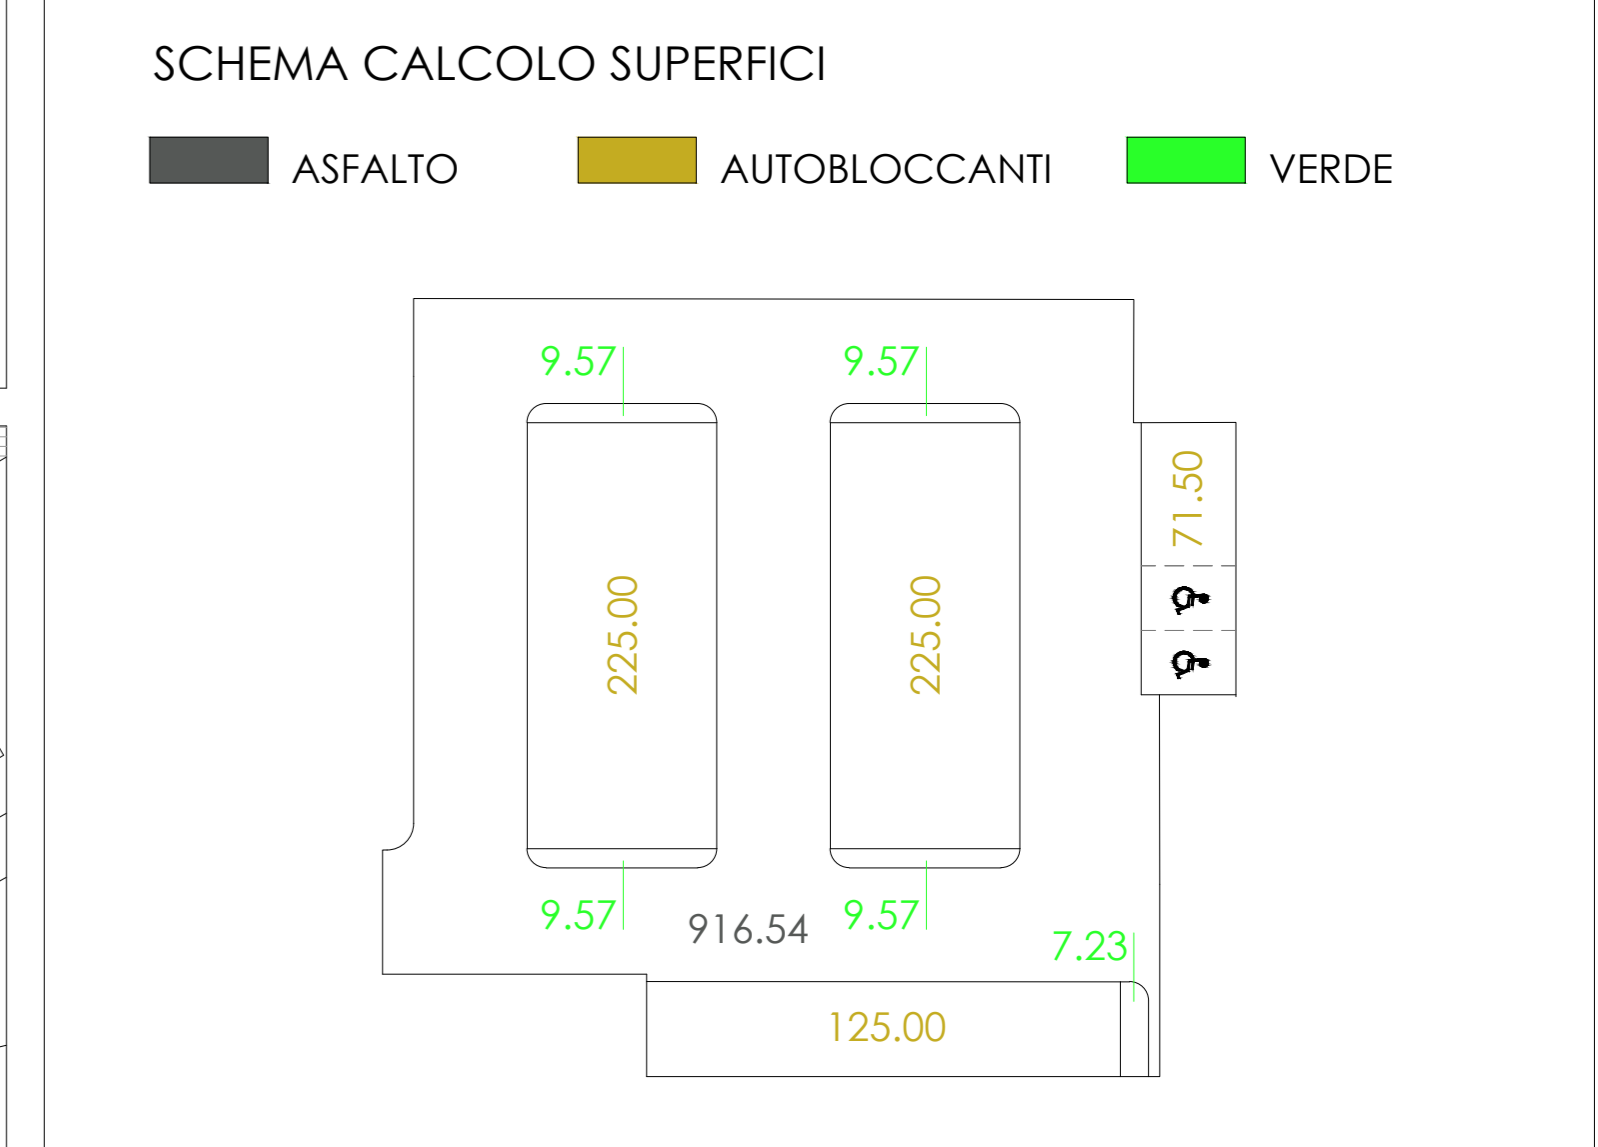 SCHEMA CALCOLO SUPERFICI
ASFALTO
AUTOBLOCCANTI
VERDE
9.57
9.57
71.50
225.00
225.00
9.57
916.54
9.57
7.23
125.00